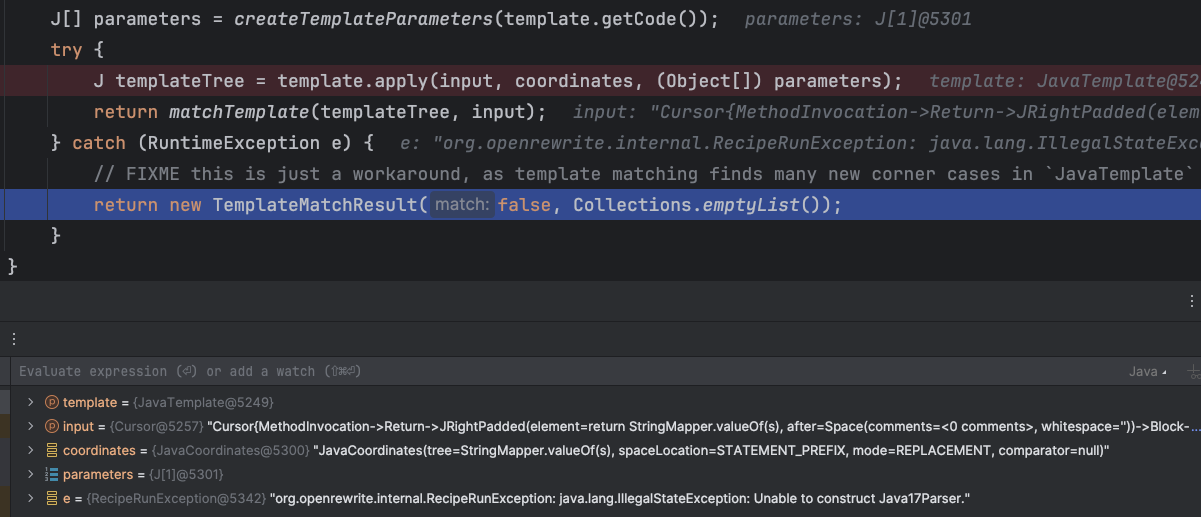 J[] parameters = createTemplateParameters(template.getCode()); parameters: J[1]@5301
try {
J templateTree = template.apply(input, coordinates, (Object[]) parameters); template: JavaTemplate@524
return matchTemplate(templateTree, input); input: "Cursor{MethodInvocation->Return->JRightPadded(elem
} catch (RuntimeException e) { e: "org.openrewrite.internal.RecipeRunException: java.lang.IllegalStateExc
// FIXME this is just a workaround, as template matching finds many new corner cases in `JavaTemplate`
return new TemplateMatchResult( match: false, Collections.emptyList());
}
}
Evaluate expression (⏎) or add a watch (⇧⌘⏎) Java
template = {JavaTemplate@5249}
input = {Cursor@5257} "Cursor{MethodInvocation->Return->JRightPadded(element=return StringMapper.valueOf(s), after=Space(comments=<0 comments>, whitespace=''))->Block-...
coordinates = {JavaCoordinates@5300} "JavaCoordinates(tree=StringMapper.valueOf(s), spaceLocation=STATEMENT_PREFIX, mode=REPLACEMENT, comparator=null)"
parameters = {J[1]@5301}
e = {RecipeRunException@5342} "org.openrewrite.internal.RecipeRunException: java.lang.IllegalStateException: Unable to construct Java17Parser."